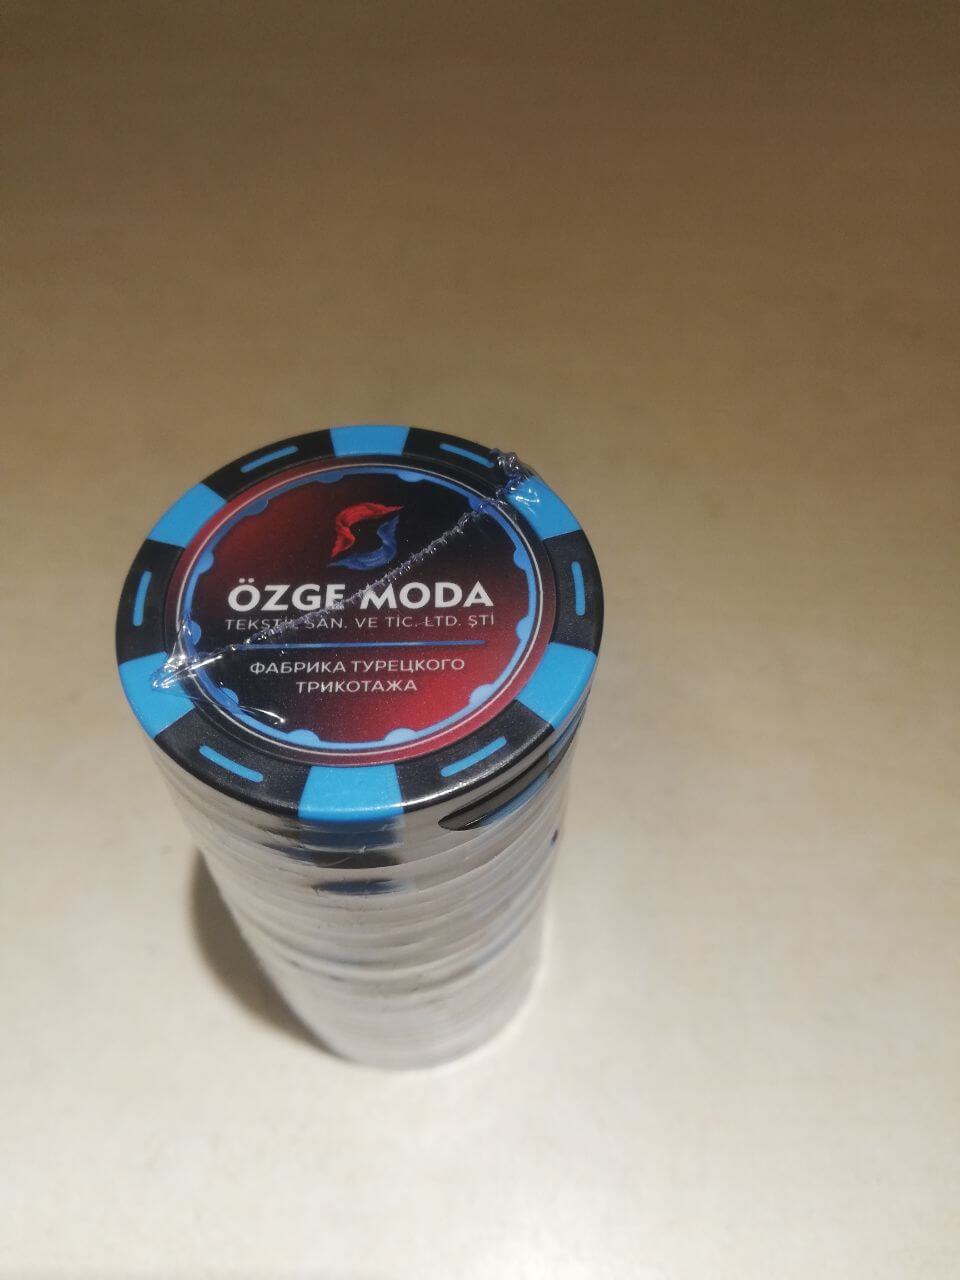 ÖZGE MODA
TEKSTİL SAN. VE TİC. LTD. ŞTİ
ФАБРИКА ТУРЕЦКОГО
ТРИКОТАЖА